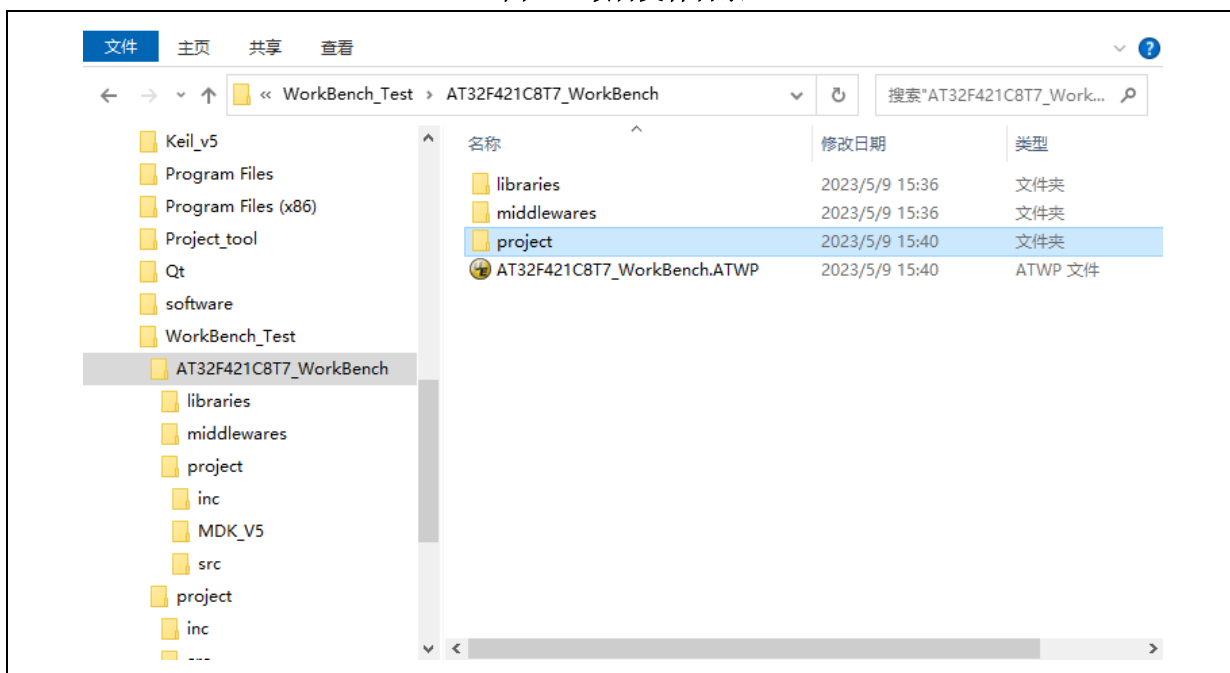 文件 主页 共享 查看
« WorkBench_Test › AT32F421C8T7_WorkBench 搜索"AT32F421C8T7_Work...
Keil_v5
Program Files
Program Files (x86)
Project_tool
Qt
software
WorkBench_Test
AT32F421C8T7_WorkBench
libraries
middlewares
project
inc
MDK_V5
src
project
inc
名称 修改日期 类型
libraries 2023/5/9 15:36 文件夹
middlewares 2023/5/9 15:36 文件夹
project 2023/5/9 15:40 文件夹
AT32F421C8T7_WorkBench.ATWP 2023/5/9 15:40 ATWP 文件